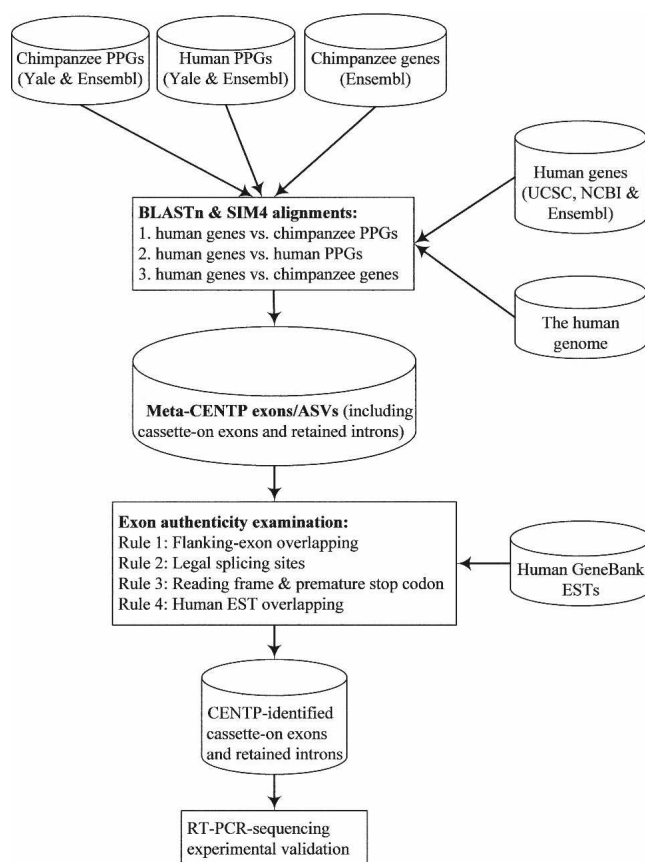 Chimpanzee PPGs
(Yale & Ensembl)
Human PPGs
(Yale & Ensembl)
Chimpanzee genes
(Ensembl)
Human genes
(UCSC, NCBI &
Ensembl)
BLASTn & SIM4 alignments:
1. human genes vs. chimpanzee PPGs
2. human genes vs. human PPGs
3. human genes vs. chimpanzee genes
The human
genome
Meta-CENTP exons/ASVs (including
cassette-on exons and retained introns)
Exon authenticity examination:
Rule 1: Flanking-exon overlapping
Rule 2: Legal splicing sites
Rule 3: Reading frame & premature stop codon
Rule 4: Human EST overlapping
Human GeneBank
ESTs
CENTP-identified
cassette-on exons
and retained introns
RT-PCR-sequencing
experimental validation